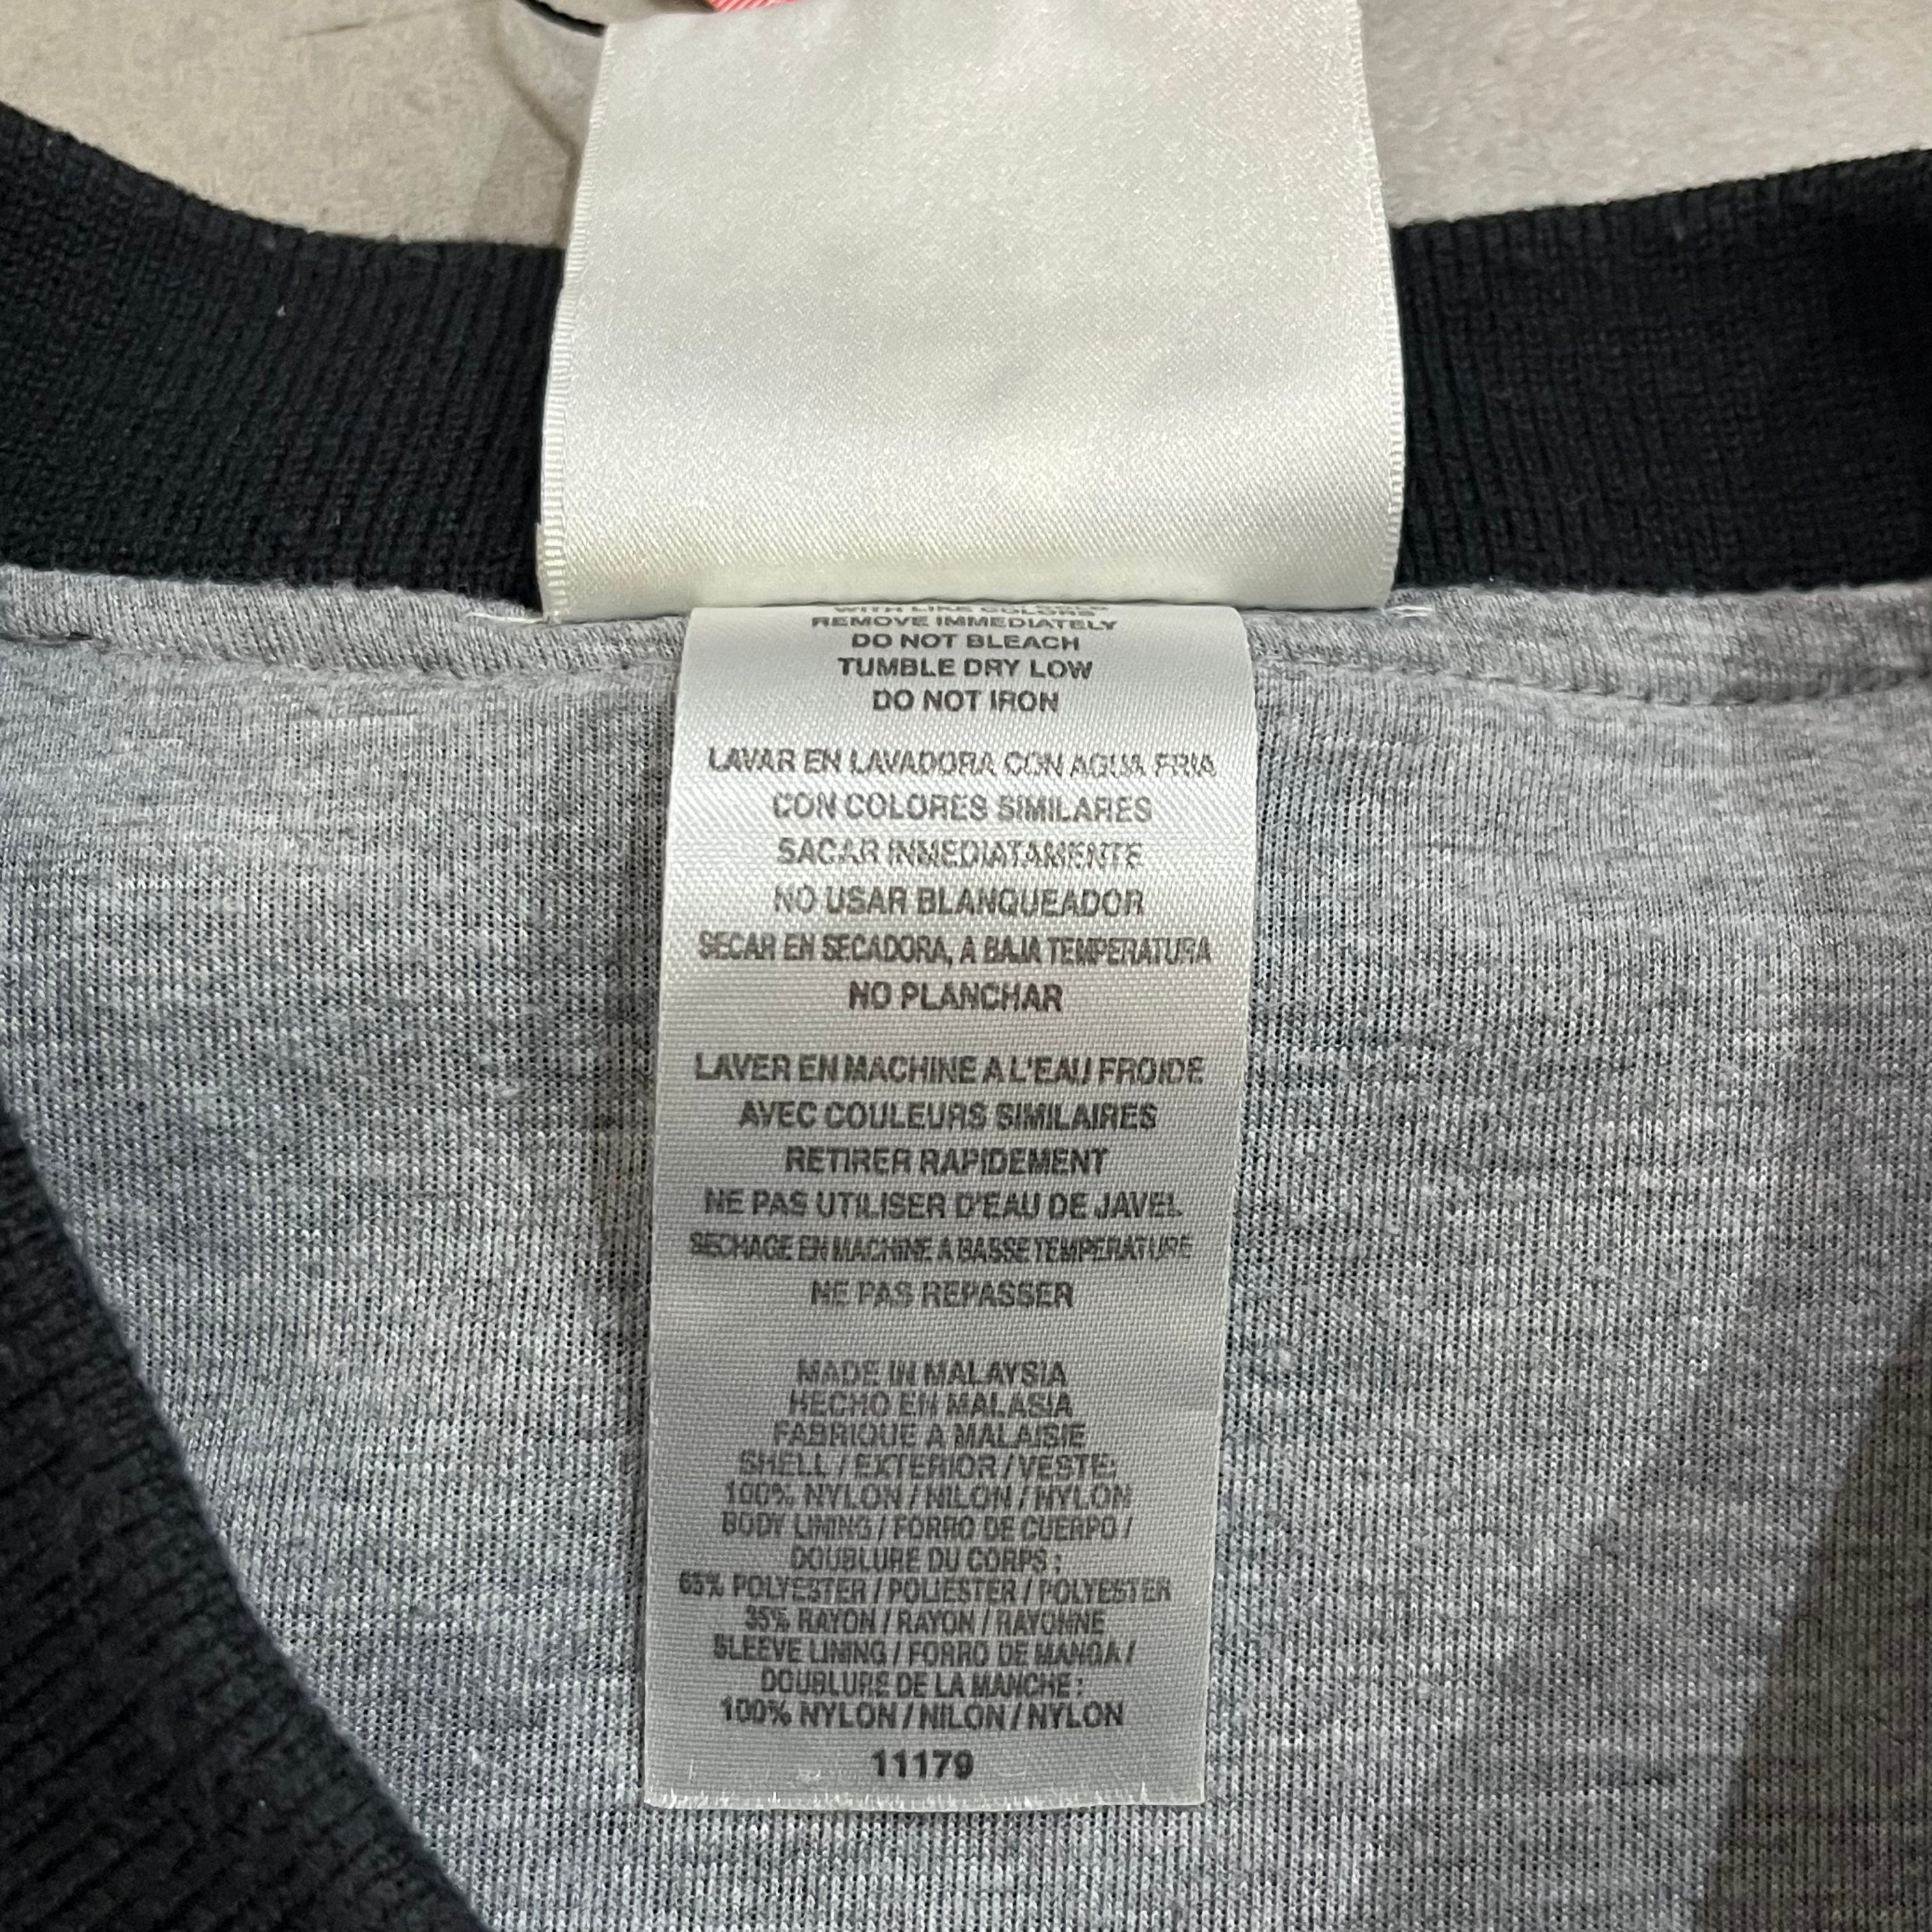 WITH LIKE COLORS
REMOVE IMMEDIATELY
DO NOT BLEACH
TUMBLE DRY LOW
DO NOT IRON
LAVAR EN LAVADORA CON AGUA FRIA
CON COLORES SIMILARES
SACAR INMEDIATAMENTE
NO USAR BLANQUEADOR
SECAR EN SECADORA, A BAJA TEMPERATURA
NO PLANCHAR
LAVER EN MACHINE A L'EAU FROIDE
AVEC COULEURS SIMILAIRES
RETIRER RAPIDEMENT
NE PAS UTILISER D'EAU DE JAVEL
SECHAGE EN MACHINE A BASSE TEMPERATURE
NE PAS REPASSER
MADE IN MALAYSIA
HECHO EN MALASIA
FABRIQUE A MALAISIE
SHELL / EXTERIOR / VESTE:
100% NYLON / NILON / NYLON
BODY LINING / FORRO DE CUERPO /
DOUBLURE DU CORPS :
65% POLYESTER / POLIESTER / POLYESTER
35% RAYON / RAYON / RAYONNE
SLEEVE LINING / FORRO DE MANGA /
DOUBLURE DE LA MANCHE :
100% NYLON / NILON / NYLON
11179